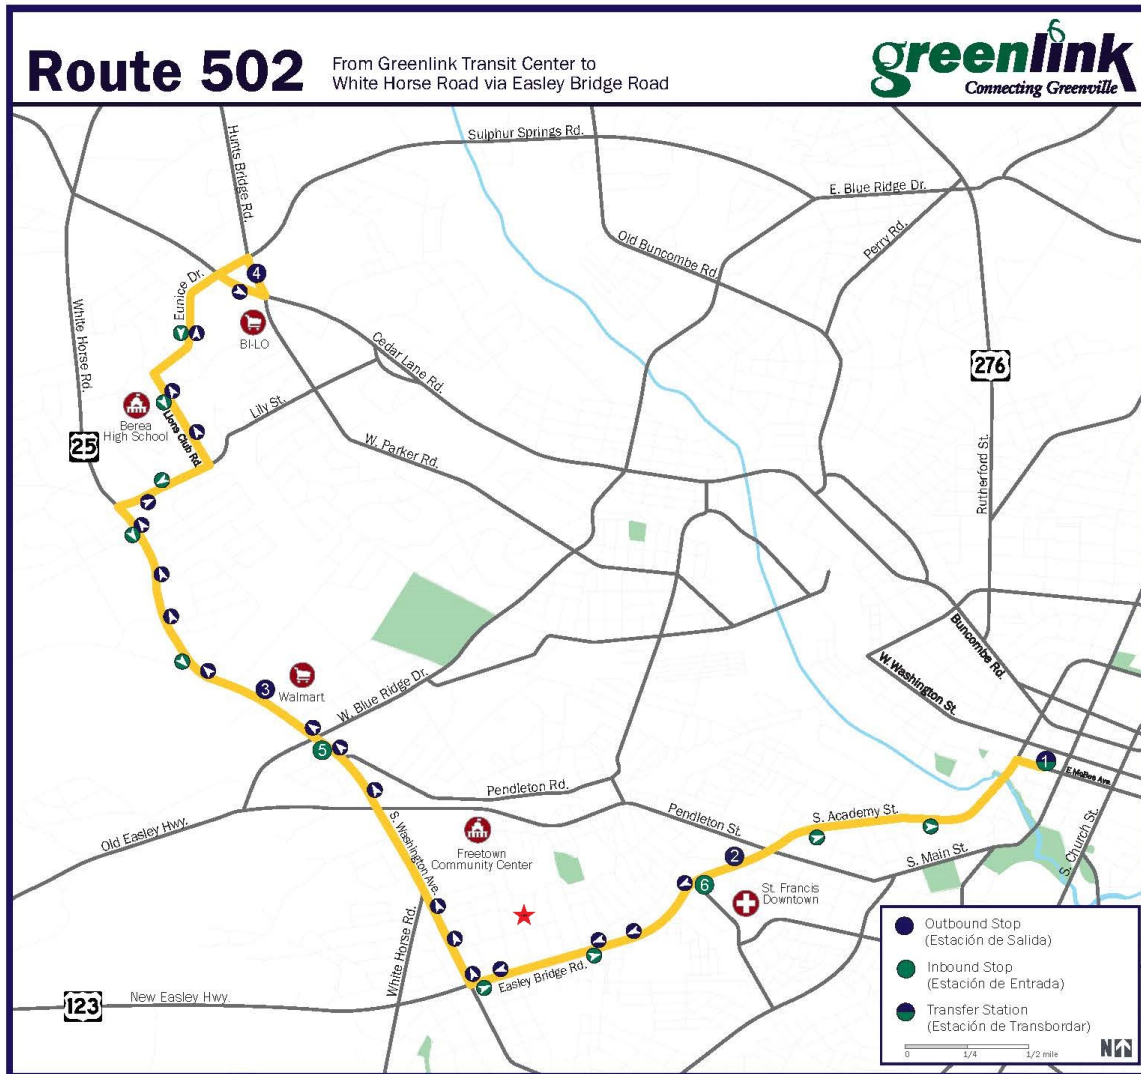 Route 502
From Greenlink Transit Center to
White Horse Road via Easley Bridge Road
greenlink
Connecting Greenville
Hunts Bridge Rd.
Sulphur Springs Rd.
E. Blue Ridge Dr.
Old Buncombe Rd.
Perry Rd.
Eunice Dr.
4
White Horse Rd.
BI-LO
Cedar Lane Rd.
276
Lily St.
Berea
High School
Lions Club Rd.
25
W. Parker Rd.
Rutherford St.
Buncombe Rd.
W. Washington St.
3
Walmart
W. Blue Ridge Dr.
5
1
E McBee Ave.
Pendleton Rd.
Old Easley Hwy.
S. Washington Ave.
Pendleton St.
S. Academy St.
S. Main St.
S. Church St.
Freetown
Community Center
2
6
St. Francis
Downtown
White Horse Rd.
Easley Bridge Rd.
123
New Easley Hwy.
Outbound Stop
(Estación de Salida)
Inbound Stop
(Estación de Entrada)
Transfer Station
(Estación de Transbordar)
0 1/4 1/2 mile
N